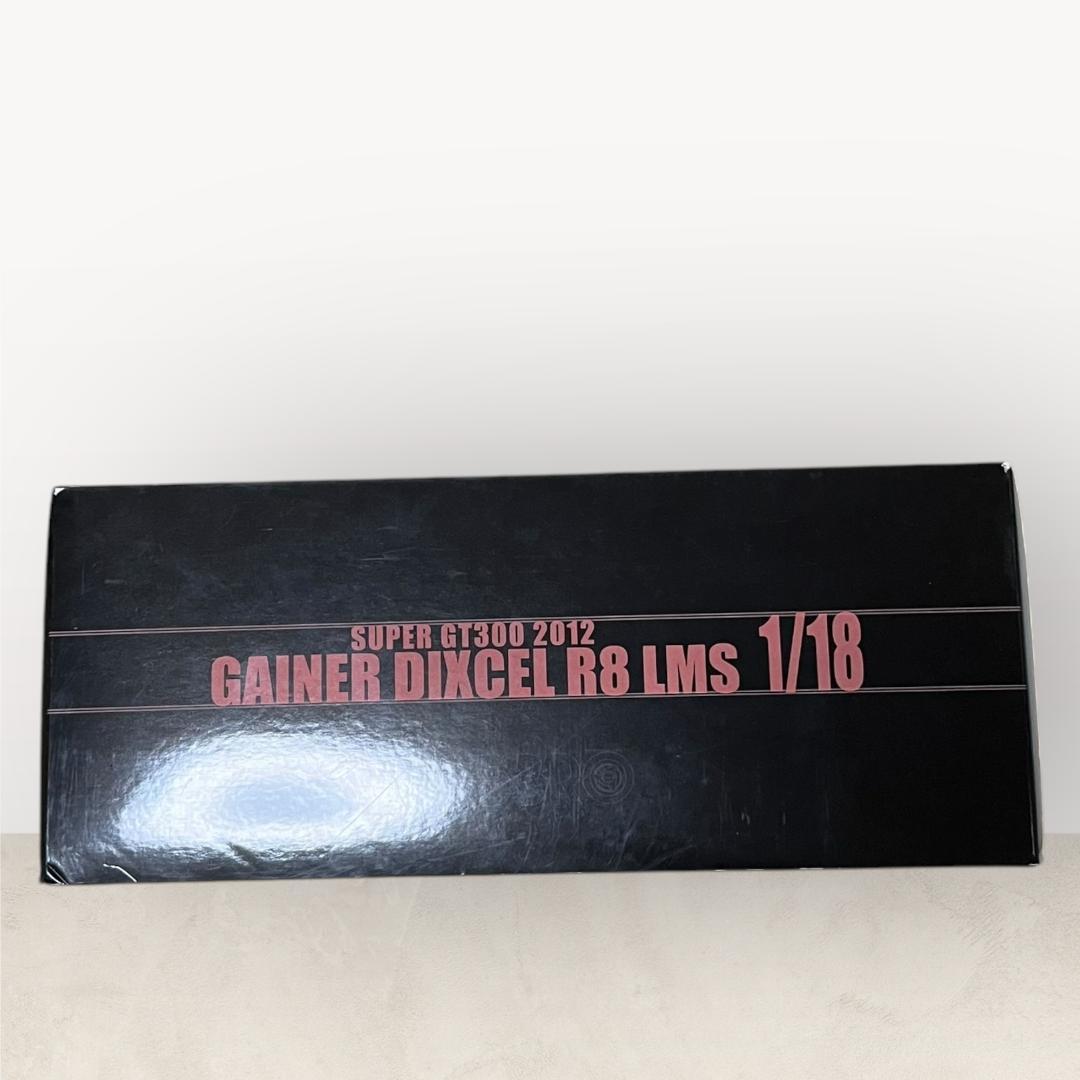 SUPER GT300 2012
GAINER DIXCEL R8 LMS 1/18